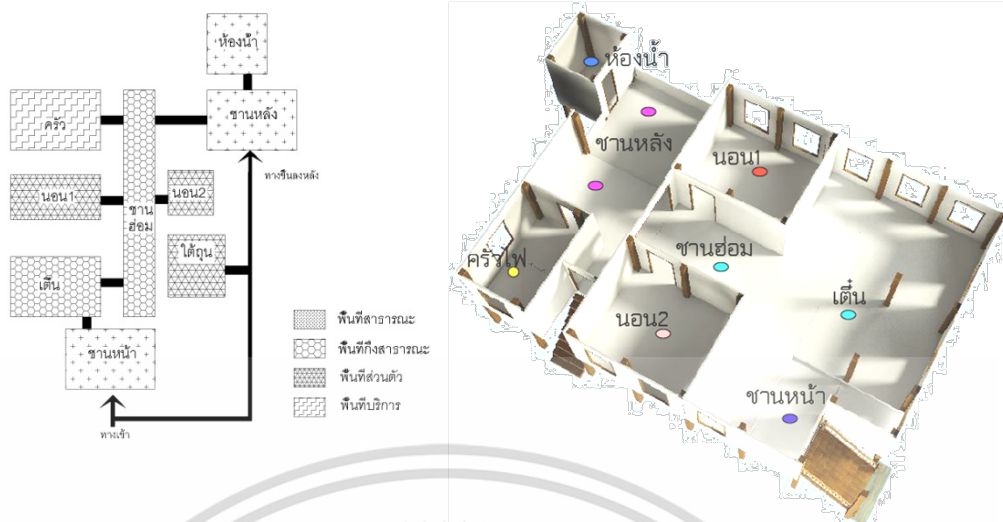 ห้องน้ำ
ครัว
ชานหลัง
ทางขึ้นลงหลัง
นอน1
นอน2
ชาน
ฮ่อม
ใต้ถุน
เติ๋น
ชานหน้า
ทางเข้า
พื้นที่สาธารณะ
พื้นที่กึ่งสาธารณะ
พื้นที่ส่วนตัว
พื้นที่บริการ
ห้องน้ำ
ชานหลัง
นอน1
ครัวไฟ
ชานฮ่อม
เติ๋น
นอน2
ชานหน้า